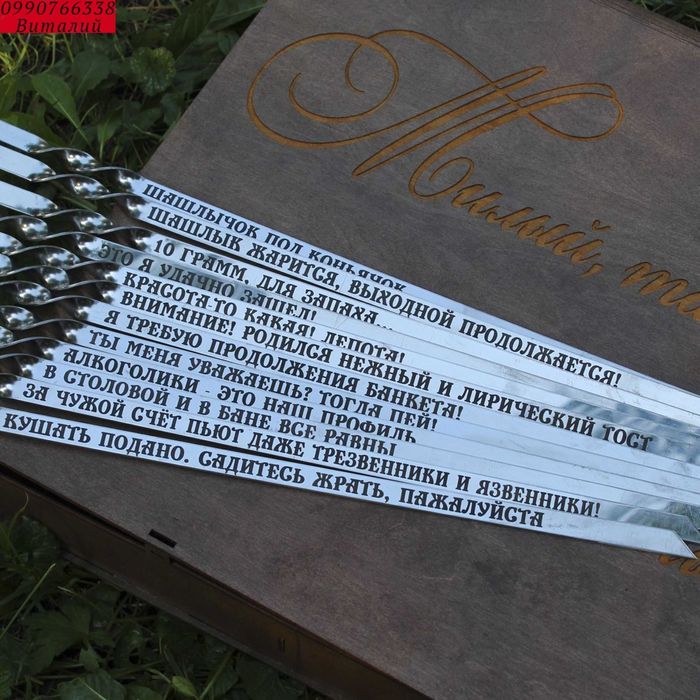 0990766338
Виталий
Милый, та
ШАШЛЫЧОК ПОД КОНЬЯЧОК
ШАШЛЫК ЖАРИТСЯ, ВЫХОДНОЙ ПРОДОЛЖАЕТСЯ!
10 ГРАММ, ДЛЯ ЗАПАХА...
ЭТО Я УДАЧНО ЗАШЕЛ!
КРАСОТА-ТО КАКАЯ! ЛЕПОТА!
ВНИМАНИЕ! РОДИЛСЯ НЕЖНЫЙ И ЛИРИЧЕСКИЙ ТОСТ
Я ТРЕБУЮ ПРОДОЛЖЕНИЯ БАНКЕТА!
ТЫ МЕНЯ УВАЖАЕШЬ? ТОГДА ПЕЙ!
АЛКОГОЛИКИ - ЭТО НАШ ПРОФИЛЬ
В СТОЛОВОЙ И В БАНЕ ВСЕ РАВНЫ
ЗА ЧУЖОЙ СЧЁТ ПЬЮТ ДАЖЕ ТРЕЗВЕННИКИ И ЯЗВЕННИКИ!
КУШАТЬ ПОДАНО. САДИТЕСЬ ЖРАТЬ, ПАЖАЛУЙСТА